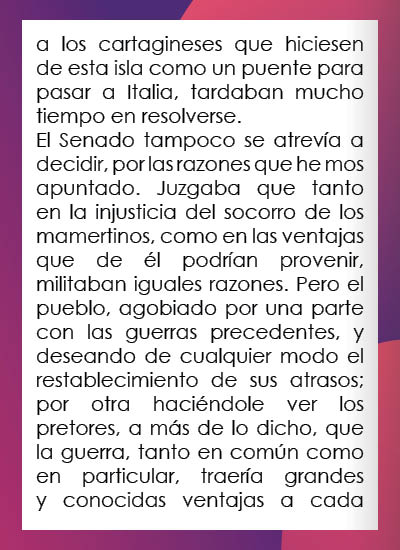 a los cartagineses que hiciesen
de esta isla como un puente para
pasar a Italia, tardaban mucho
tiempo en resolverse.
El Senado tampoco se atrevía a
decidir, por las razones que he mos
apuntado. Juzgaba que tanto
en la injusticia del socorro de los
mamertinos, como en las ventajas
que de él podrían provenir,
militaban iguales razones. Pero el
pueblo, agobiado por una parte
con las guerras precedentes, y
deseando de cualquier modo el
restablecimiento de sus atrasos;
por otra haciéndole ver los
pretores, a más de lo dicho, que
la guerra, tanto en común como
en particular, traería grandes
y conocidas ventajas a cada